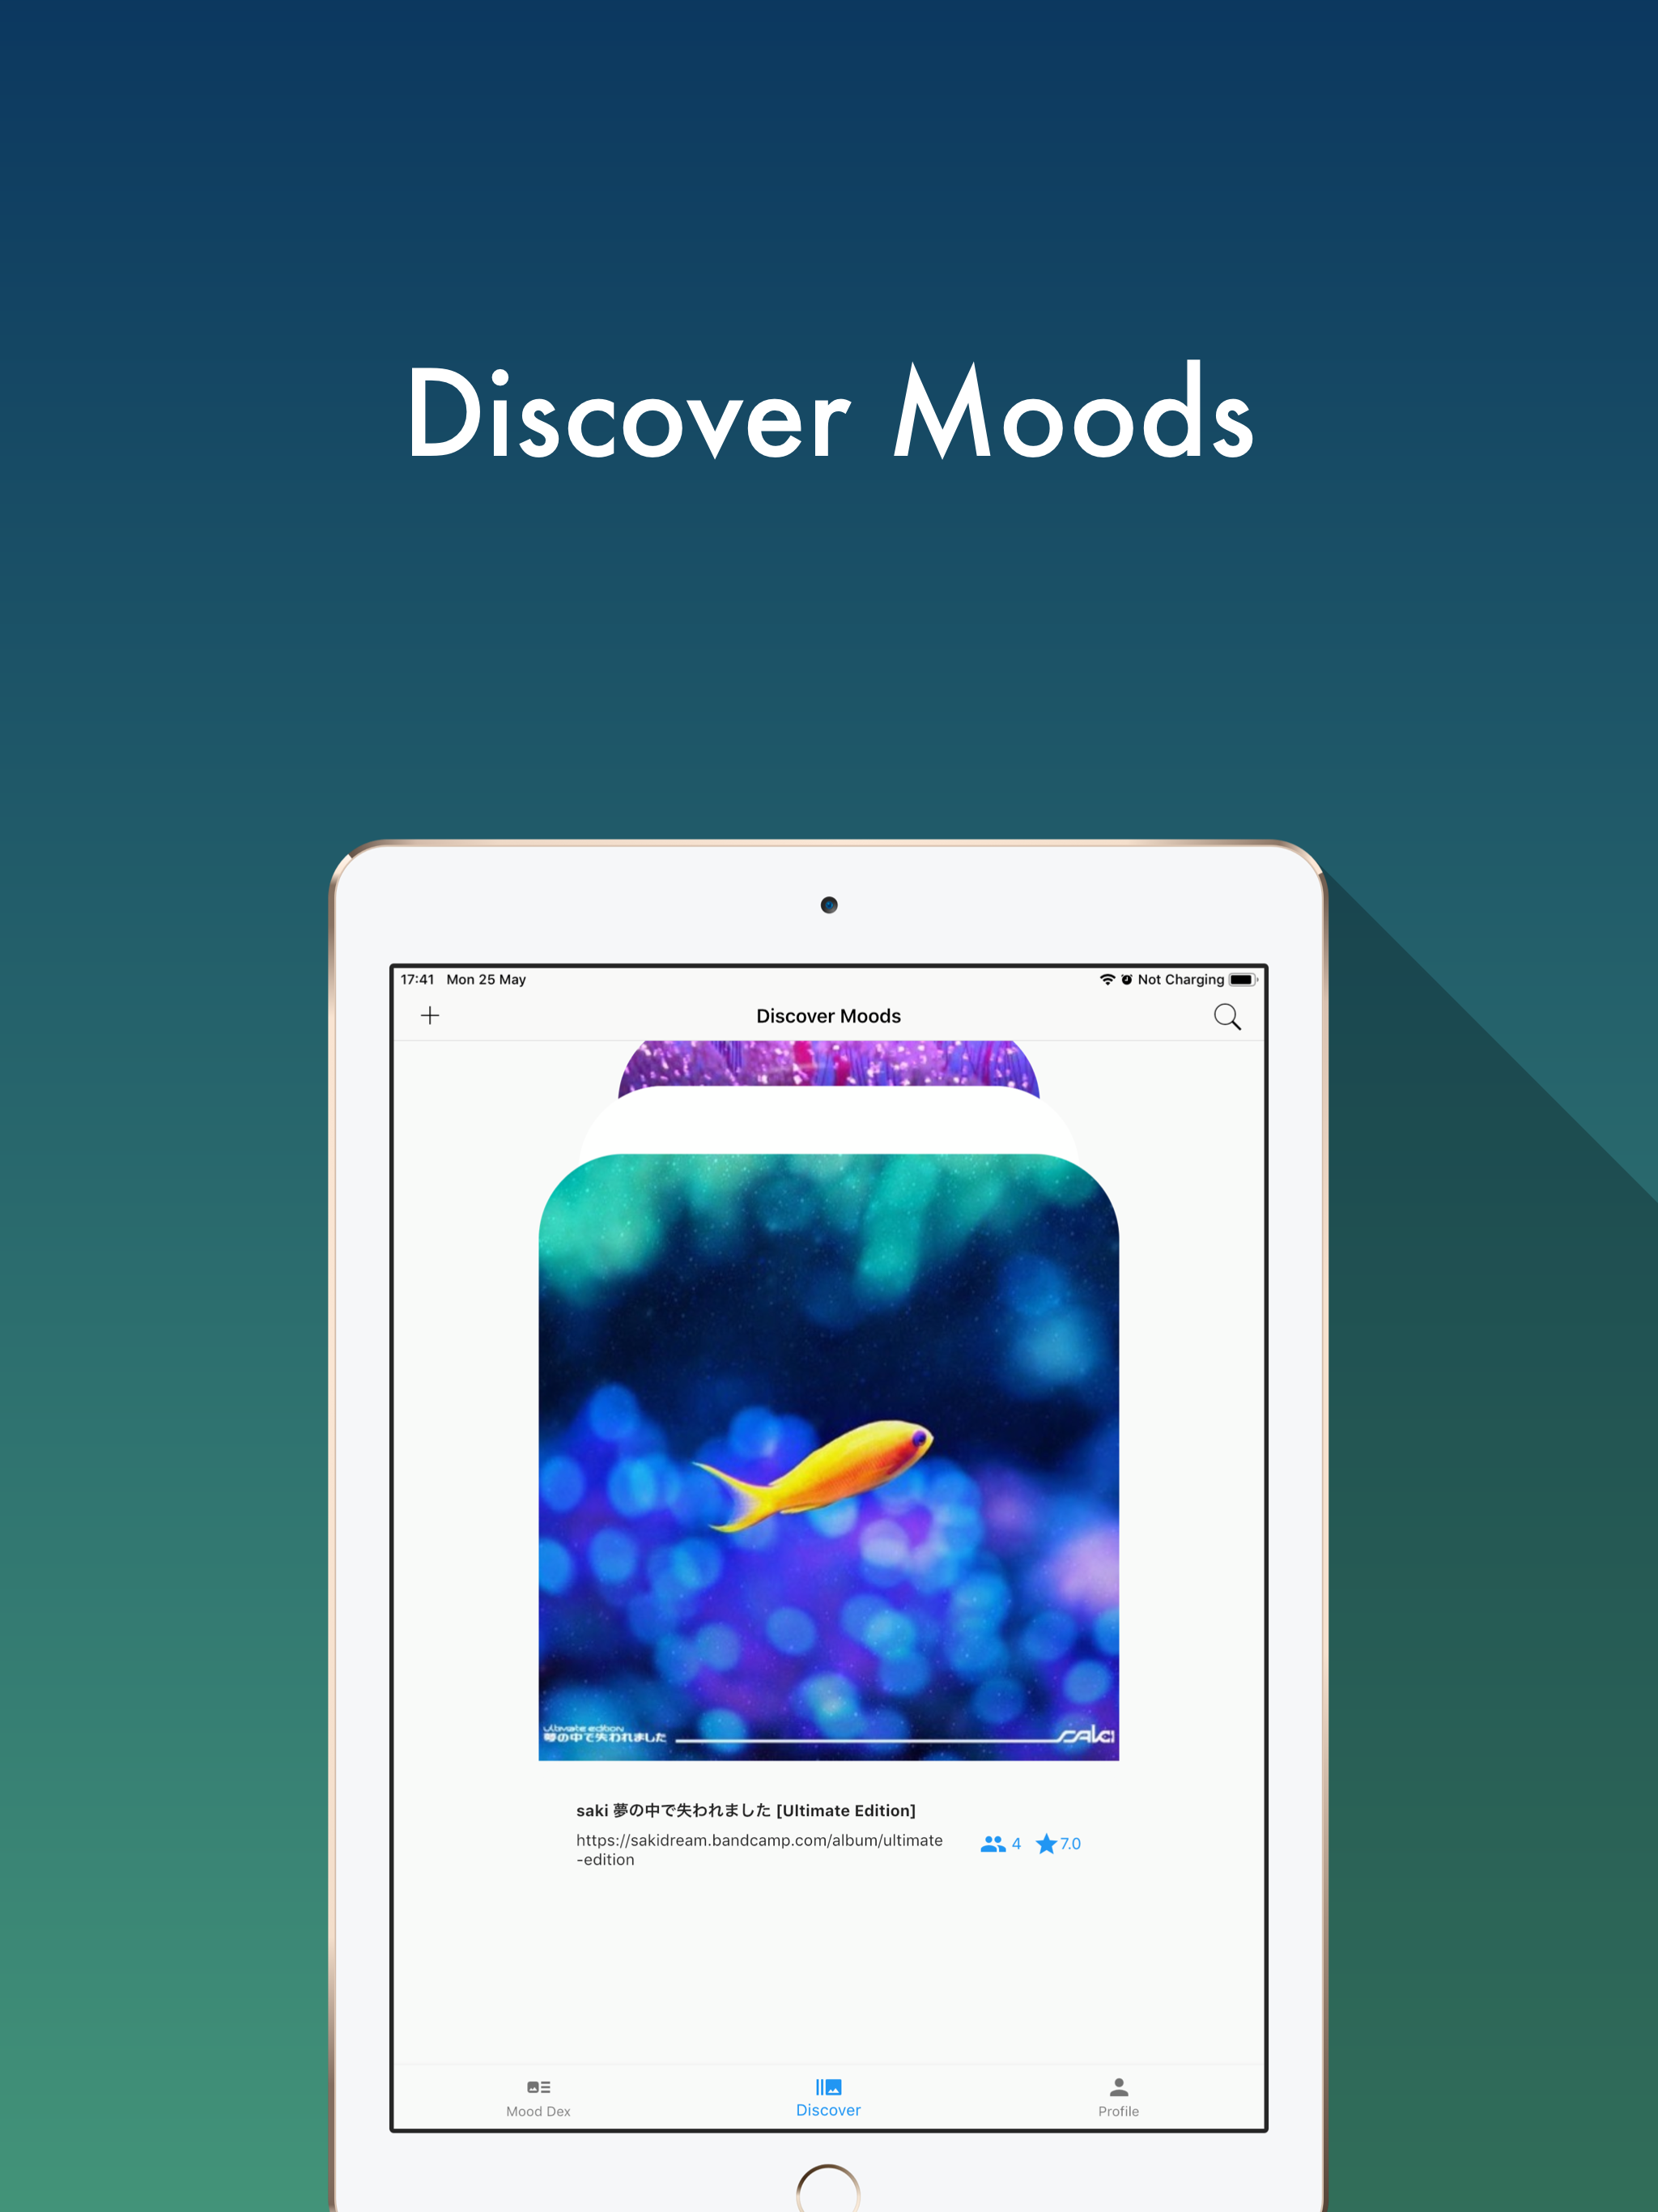 Discover Moods
17:41 Mon 25 May
Not Charging
Discover Moods
ultimate edition
夢の中で失われました
saki
saki 夢の中で失われました [Ultimate Edition]
https://sakidream.bandcamp.com/album/ultimate
-edition
4 7.0
Mood Dex
Discover
Profile